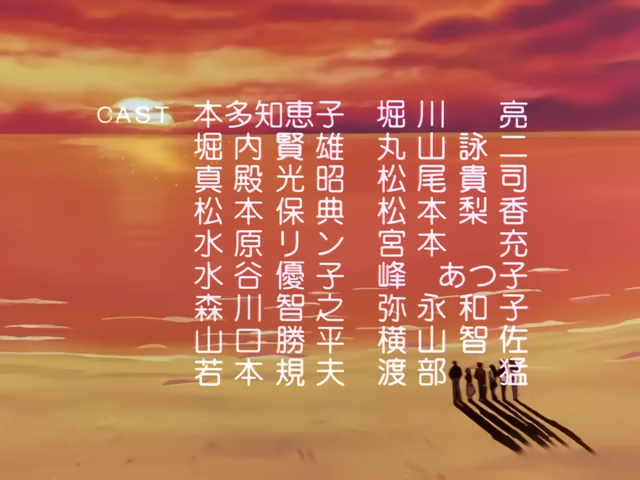 CAST 本多知恵子 堀川亮
堀内賢雄 丸山詠二
真殿光昭 松尾貴司
松本保典 松本梨香
水原リン 宮本充
水谷優子 峰あつ子
森川智之 弥永和子
山口勝平 横山智佐
若本規夫 渡部猛